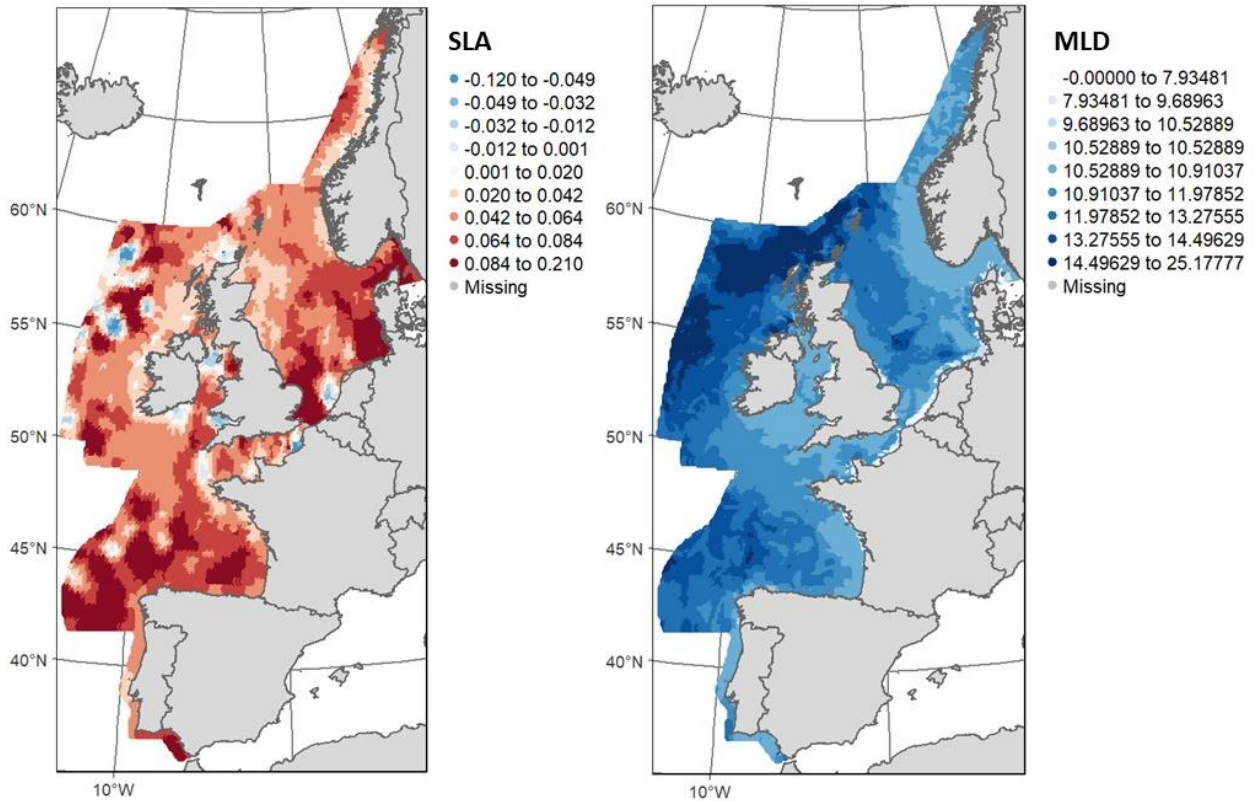 SLA
-0.120 to -0.049
-0.049 to -0.032
-0.032 to -0.012
-0.012 to 0.001
0.001 to 0.020
0.020 to 0.042
0.042 to 0.064
0.064 to 0.084
0.084 to 0.210
Missing
60°N
55°N
50°N
45°N
40°N
10°W
MLD
-0.00000 to 7.93481
7.93481 to 9.68963
9.68963 to 10.52889
10.52889 to 10.52889
10.52889 to 10.91037
10.91037 to 11.97852
11.97852 to 13.27555
13.27555 to 14.49629
14.49629 to 25.17777
Missing
60°N
55°N
50°N
45°N
40°N
10°W